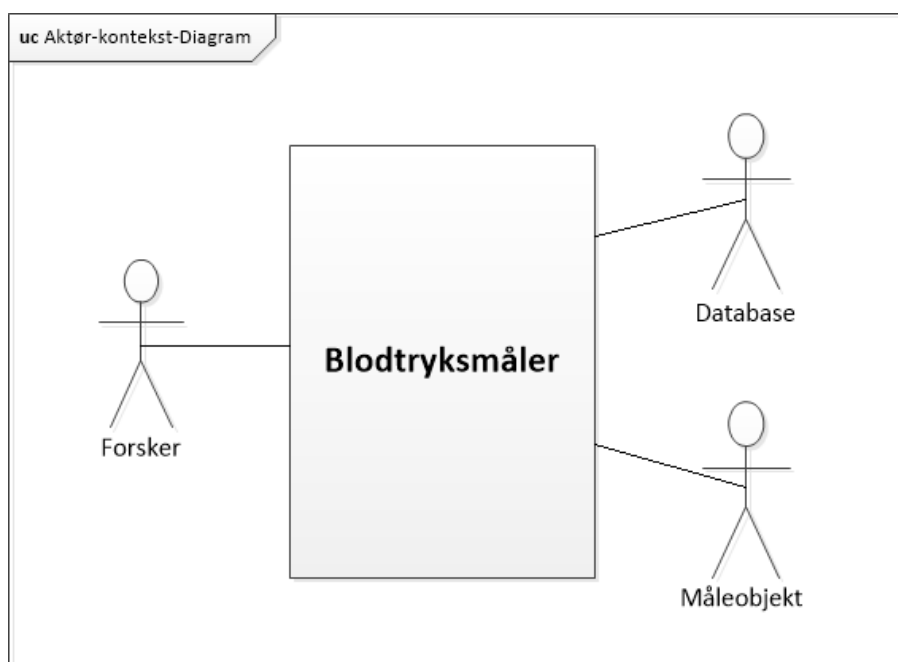 uc Aktør-kontekst-Diagram
Database
Blodtryksmåler
Forsker
Måleobjekt